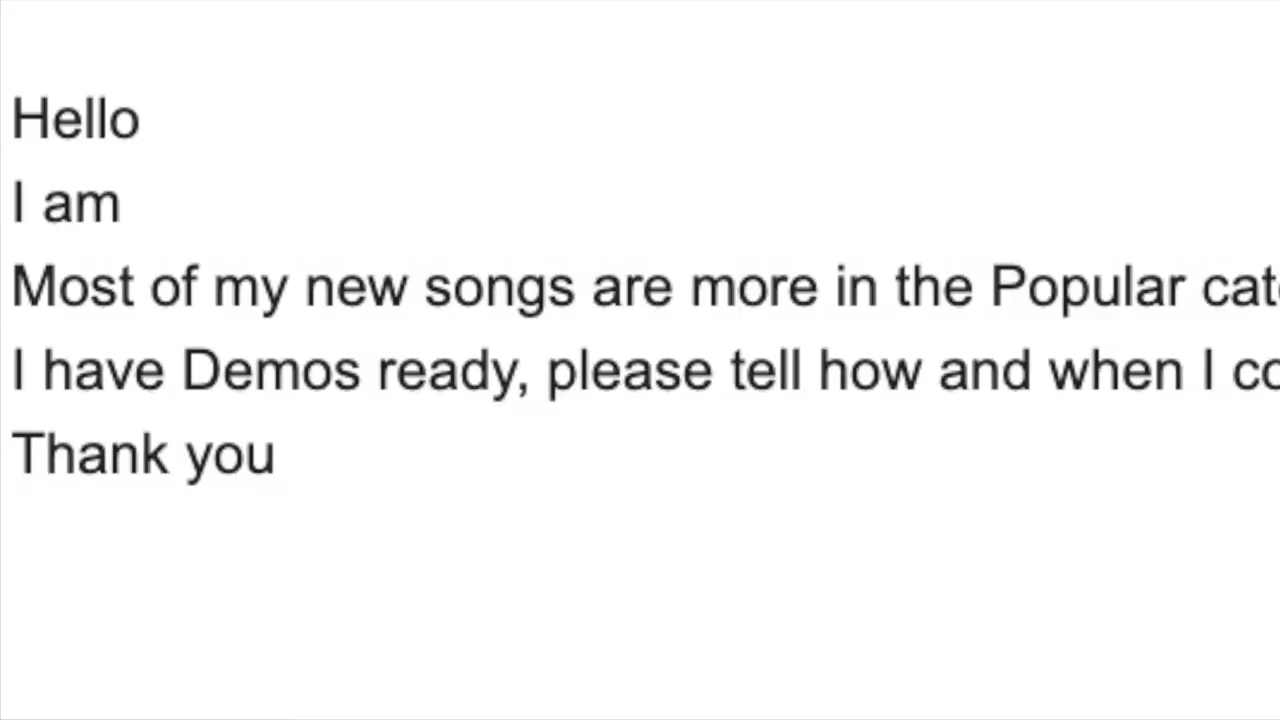 Hello
I am
Most of my new songs are more in the Popular
I have Demos ready, please tell how and when I
Thank you